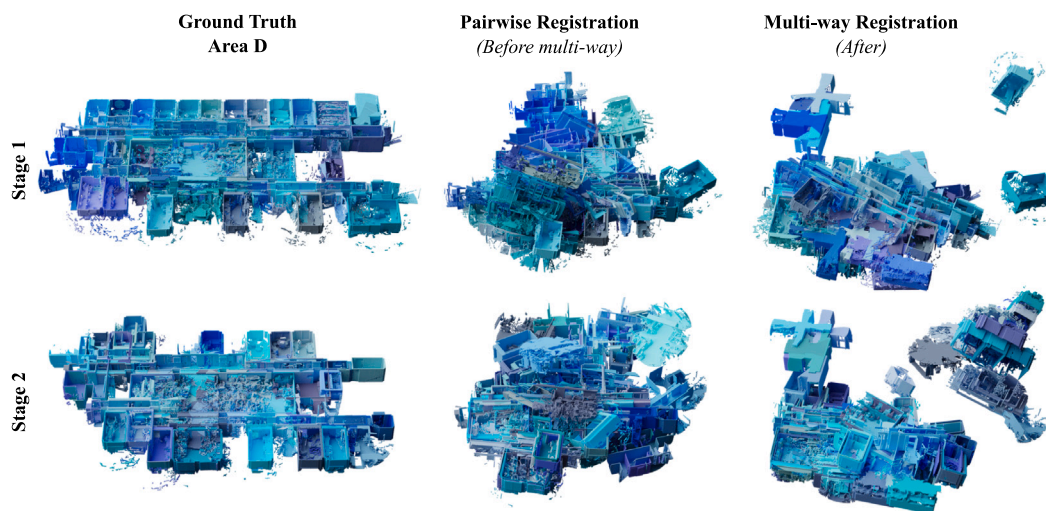 Ground Truth
Area D
Pairwise Registration
(Before multi-way)
Multi-way Registration
(After)
Stage 1
Stage 2